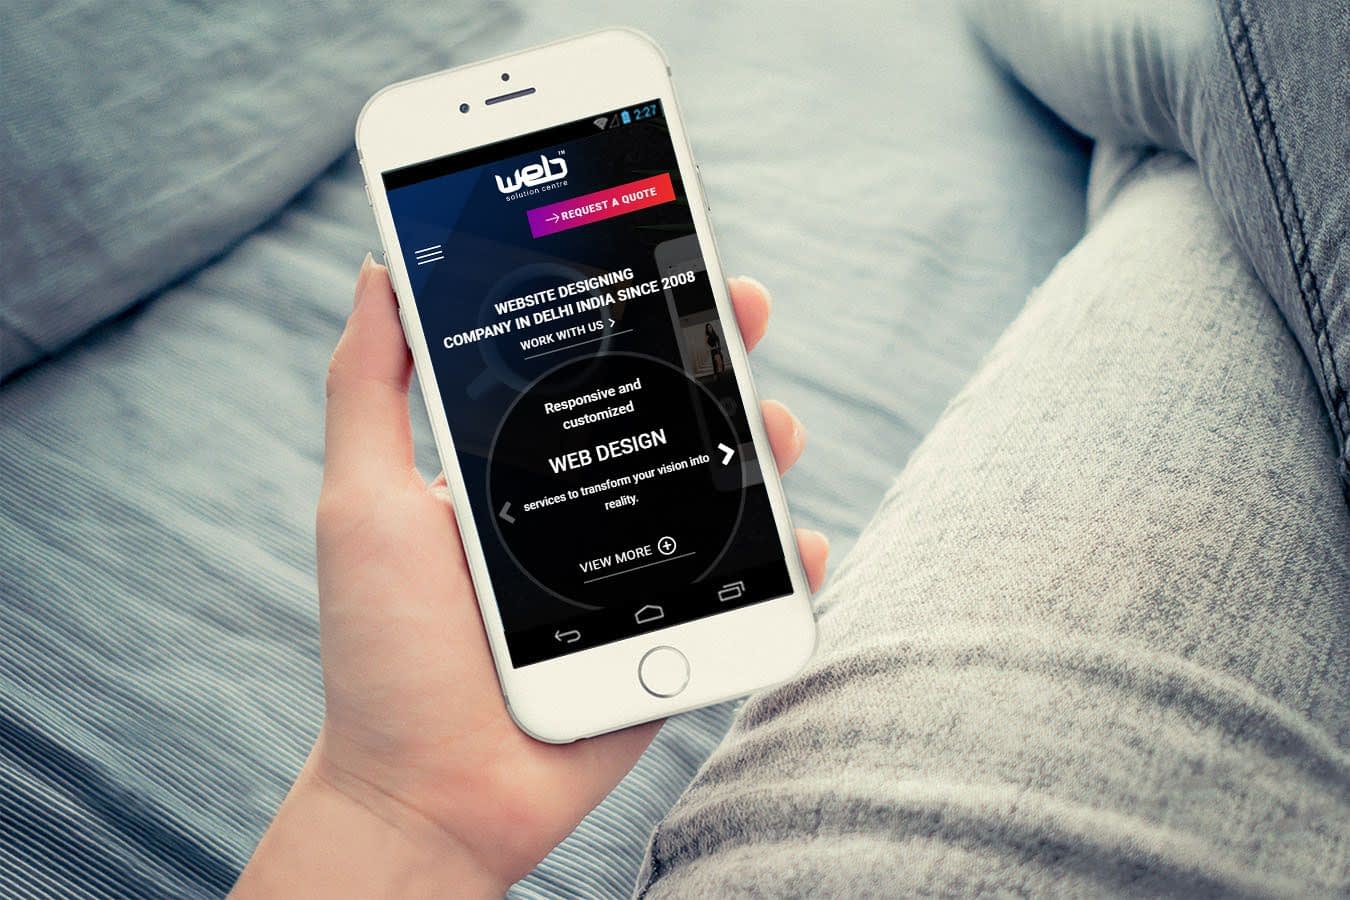 2:27
web™
solution centre
REQUEST A QUOTE
WEBSITE DESIGNING
COMPANY IN DELHI INDIA SINCE 2008
WORK WITH US
Responsive and
customized
WEB DESIGN
services to transform your vision into
reality.
VIEW MORE